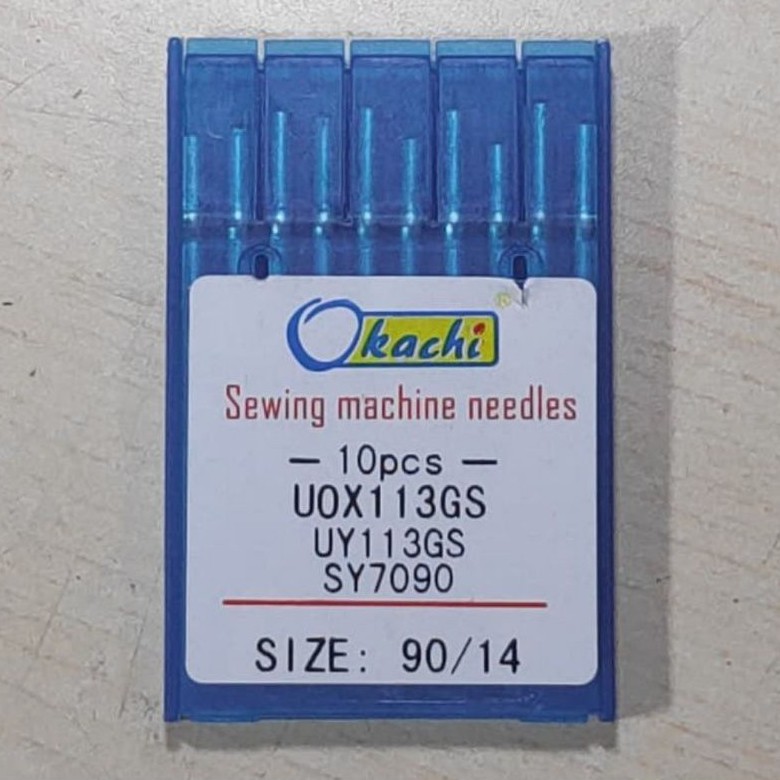 Okachi ®
Sewing machine needles
— 10pcs —
UOX113GS
UY113GS
SY7090
SIZE: 90/14